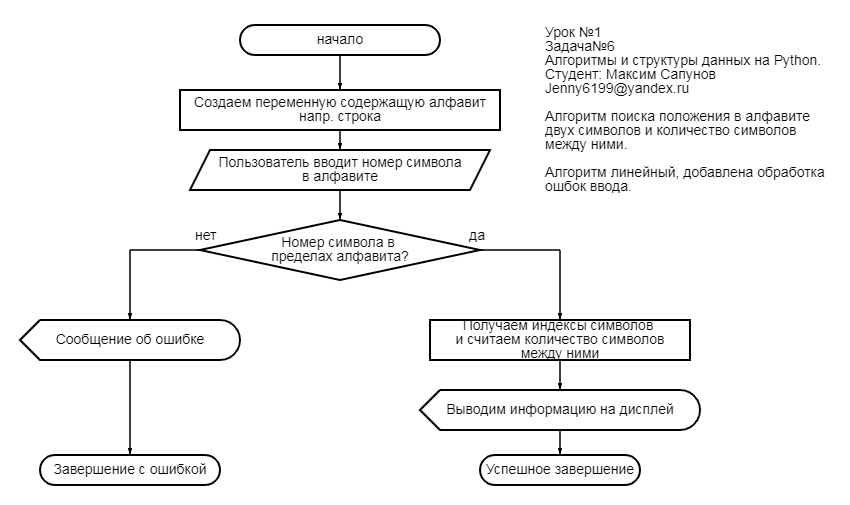 начало
Урок №1
Задача№6
Алгоритмы и структуры данных на Python.
Студент: Максим Сапунов
Jenny6199@yandex.ru
Алгоритм поиска положения в алфавите
двух символов и количество символов
между ними.
Алгоритм линейный, добавлена обработка
ошбок ввода.
Создаем переменную содержащую алфавит
напр. строка
Пользователь вводит номер символа
в алфавите
Номер символа в
пределах алфавита?
нет
да
Сообщение об ошибке
Получаем индексы символов
и считаем количество символов
между ними
Выводим информацию на дисплей
Завершение с ошибкой
Успешное завершение